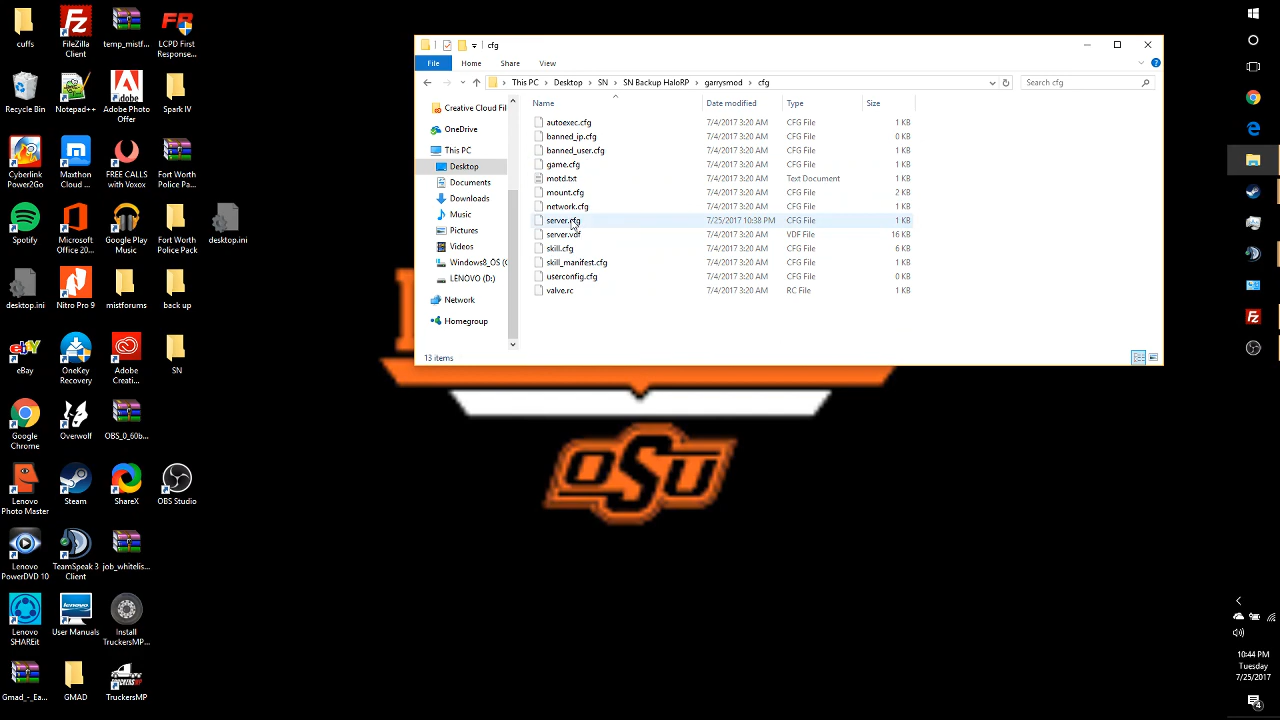 cuffs
FileZilla
Client
temp_mistf...
LCPD First
Response...
Recycle Bin
Notepad++
Adobe Photo
Offer
Spark IV
Cyberlink
Power2Go
Maxthon
Cloud ...
FREE CALLS
with Voxox
Fort Worth
Police Pa...
Spotify
Microsoft
Office 20...
Google Play
Music
Fort Worth
Police Pack
desktop.ini
desktop.ini
Nitro Pro 9
mistforums
back up
eBay
OneKey
Recovery
Adobe
Creati...
SN
Google
Chrome
Overwolf
OBS_0_60b...
Lenovo
Photo Master
Steam
ShareX
OBS Studio
Lenovo
PowerDVD 10
TeamSpeak 3
Client
job_whitelis...
Lenovo
SHAREit
User Manuals
Install
TruckersMP...
Gmad_-_Ea...
GMAD
TruckersMP
cfg
File Home Share View
This PC > Desktop > SN > SN Backup HaloRP > garrysmod > cfg
Search cfg
Creative Cloud Fil
OneDrive
This PC
Desktop
Documents
Downloads
Music
Pictures
Videos
Windows8_OS (
LENOVO (D:)
Network
Homegroup
Name Date modified Type Size
autoexec.cfg 7/4/2017 3:20 AM CFG File 1 KB
banned_ip.cfg 7/4/2017 3:20 AM CFG File 0 KB
banned_user.cfg 7/4/2017 3:20 AM CFG File 1 KB
game.cfg 7/4/2017 3:20 AM CFG File 1 KB
motd.txt 7/4/2017 3:20 AM Text Document 1 KB
mount.cfg 7/4/2017 3:20 AM CFG File 2 KB
network.cfg 7/4/2017 3:20 AM CFG File 1 KB
server.cfg 7/25/2017 10:38 PM CFG File 1 KB
server.vdf 7/4/2017 3:20 AM VDF File 16 KB
skill.cfg 7/4/2017 3:20 AM CFG File 6 KB
skill_manifest.cfg 7/4/2017 3:20 AM CFG File 1 KB
userconfig.cfg 7/4/2017 3:20 AM CFG File 0 KB
valve.rc 7/4/2017 3:20 AM RC File 1 KB
13 items
OSU
10:44 PM
Tuesday
7/25/2017
4